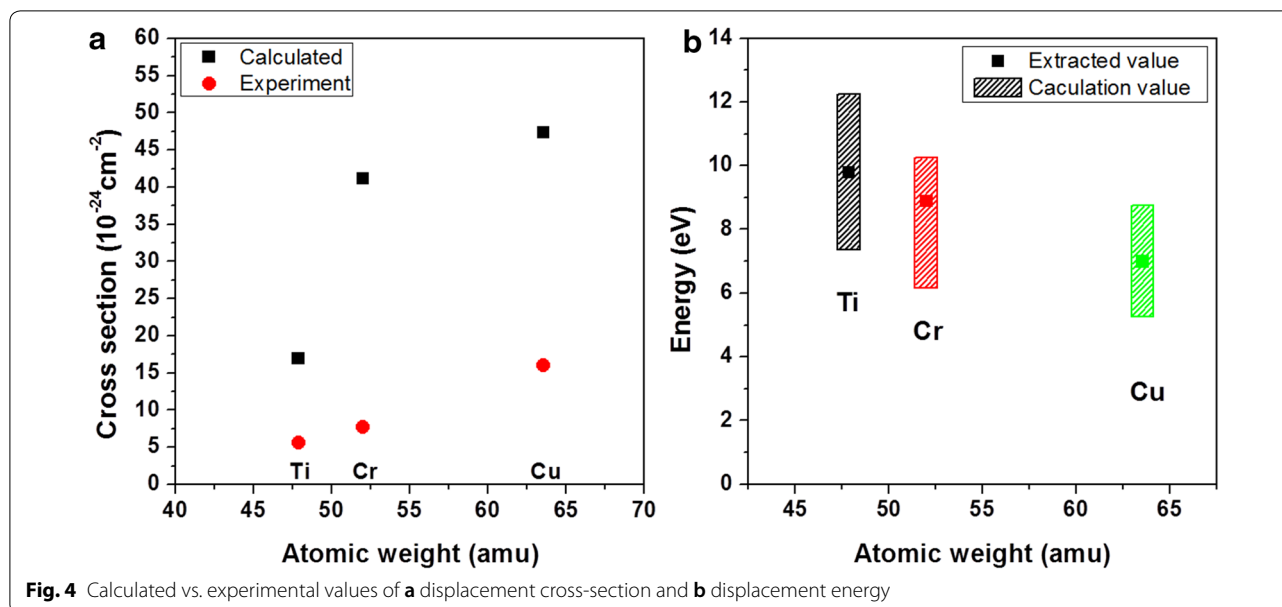 a
60
55
50
45
40
35
30
25
20
15
10
5
0
Cross section (10⁻²⁴cm⁻²)
Calculated
Experiment
Ti Cr Cu
40 45 50 55 60 65 70
Atomic weight (amu)
b
14
12
10
8
6
4
2
0
Energy (eV)
Extracted value
Caculation value
Ti
Cr
Cu
45 50 55 60 65
Atomic weight (amu)
Fig. 4 Calculated vs. experimental values of a displacement cross-section and b displacement energy